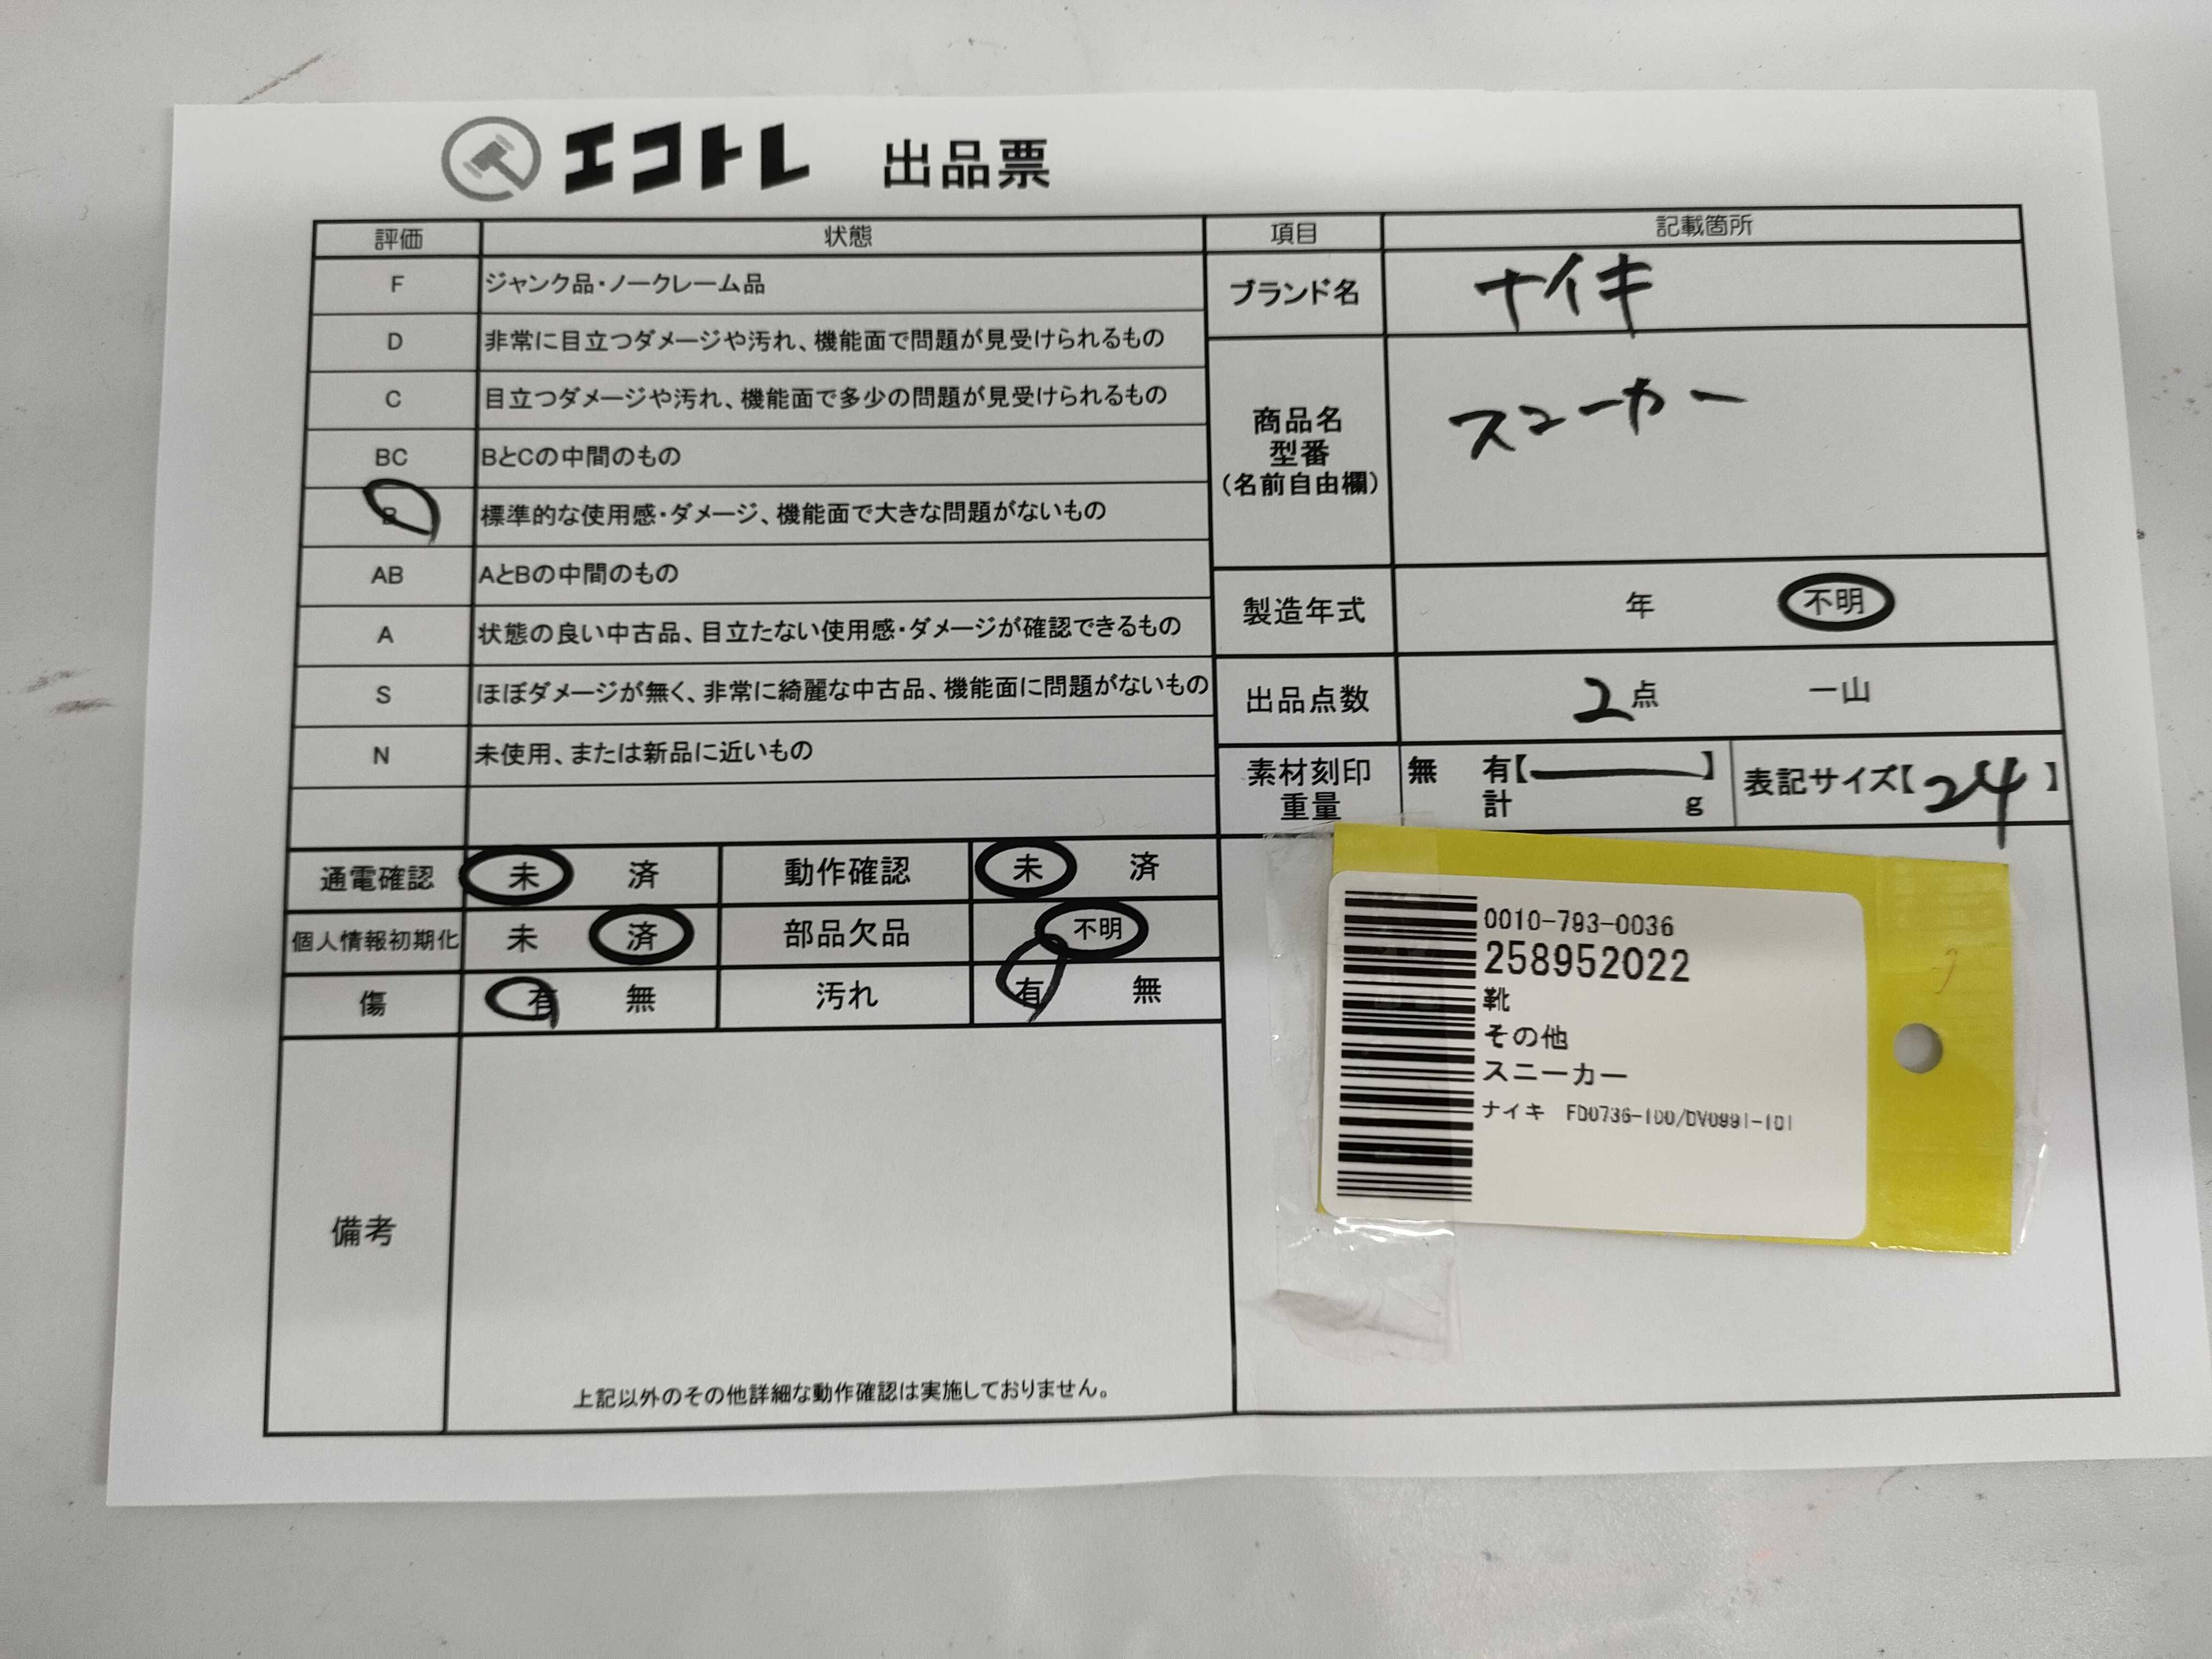 エコトレ 出品票
評価 状態
F ジャンク品・ノークレーム品
D 非常に目立つダメージや汚れ、機能面で問題が見受けられるもの
C 目立つダメージや汚れ、機能面で多少の問題が見受けられるもの
BC BとCの中間のもの
B 標準的な使用感・ダメージ、機能面で大きな問題がないもの
AB AとBの中間のもの
A 状態の良い中古品、目立たない使用感・ダメージが確認できるもの
S ほぼダメージが無く、非常に綺麗な中古品、機能面に問題がないもの
N 未使用、または新品に近いもの
項目 記載箇所
ブランド名 ナイキ
商品名
型番
(名前自由欄)
スニーカー
製造年式 年 不明
出品点数 2点 一山
素材刻印 無 有【 】
重量 計 g
表記サイズ【24】
通電確認 未 済 動作確認 未 済
個人情報初期化 未 済 部品欠品 不明
傷 有 無 汚れ 有 無
備考
上記以外のその他詳細な動作確認は実施しておりません。
0010-793-0036
258952022
靴
その他
スニーカー
ナイキ FD0736-100/DV0991-101